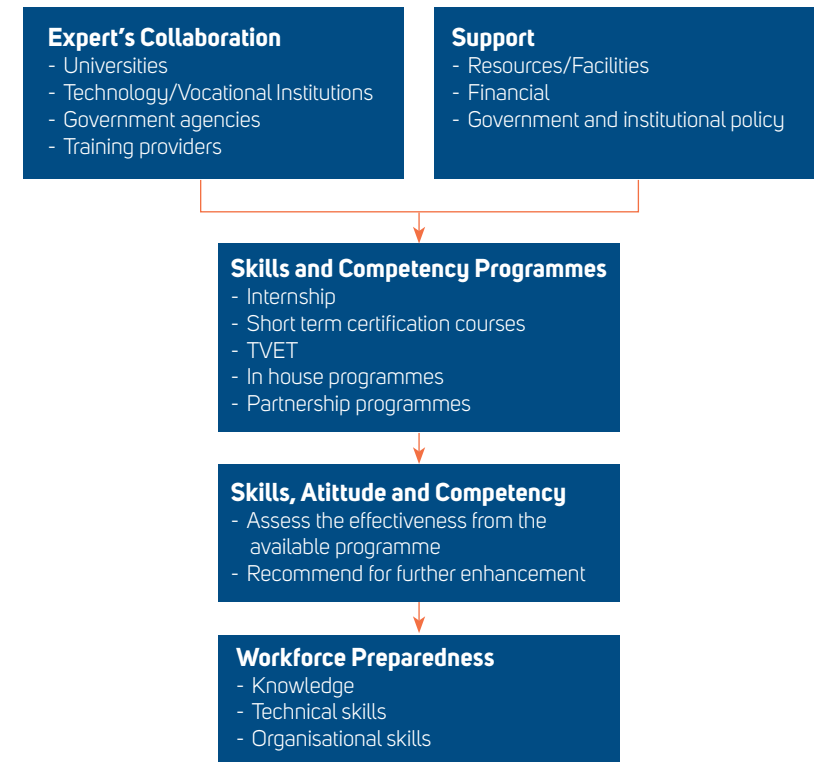 Expert's Collaboration
- Universities
- Technology/Vocational Institutions
- Government agencies
- Training providers
Support
- Resources/Facilities
- Financial
- Government and institutional policy
Skills and Competency Programmes
- Internship
- Short term certification courses
- TVET
- In house programmes
- Partnership programmes
Skills, Atittude and Competency
- Assess the effectiveness from the
available programme
- Recommend for further enhancement
Workforce Preparedness
- Knowledge
- Technical skills
- Organisational skills